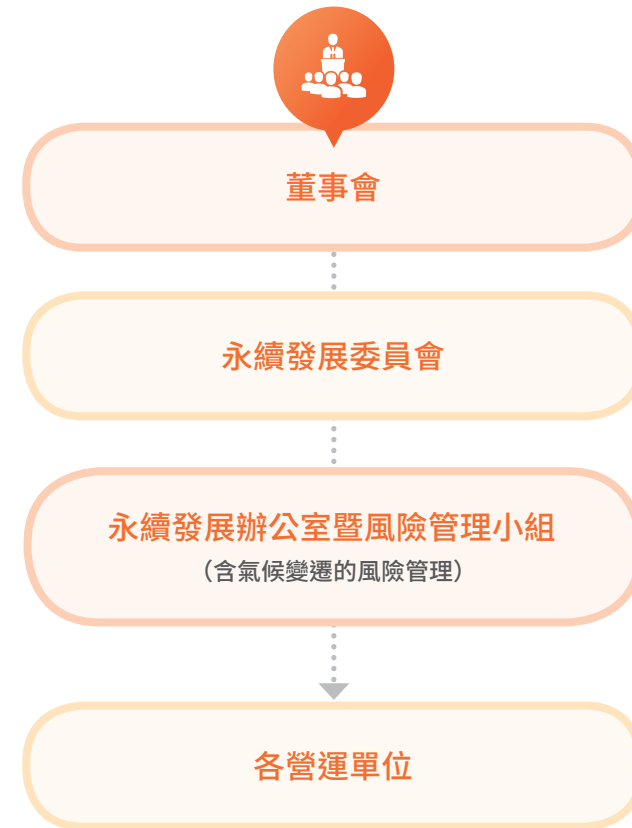 董事會
永續發展委員會
永續發展辦公室暨風險管理小組
（含氣候變遷的風險管理）
各營運單位